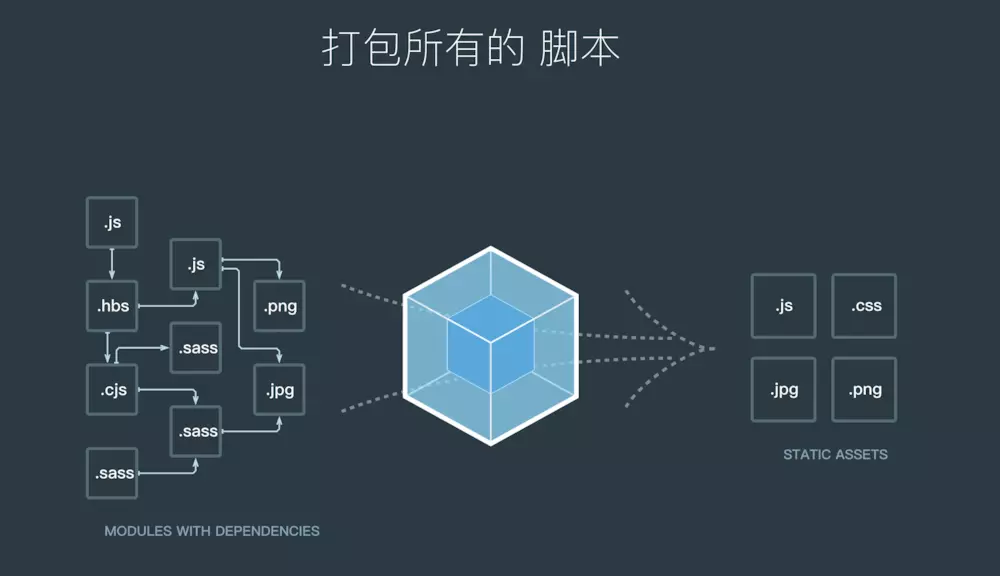 打包所有的 脚本
.js
.js
.hbs
.png
.sass
.cjs
.jpg
.sass
.sass
MODULES WITH DEPENDENCIES
.js
.css
.jpg
.png
STATIC ASSETS